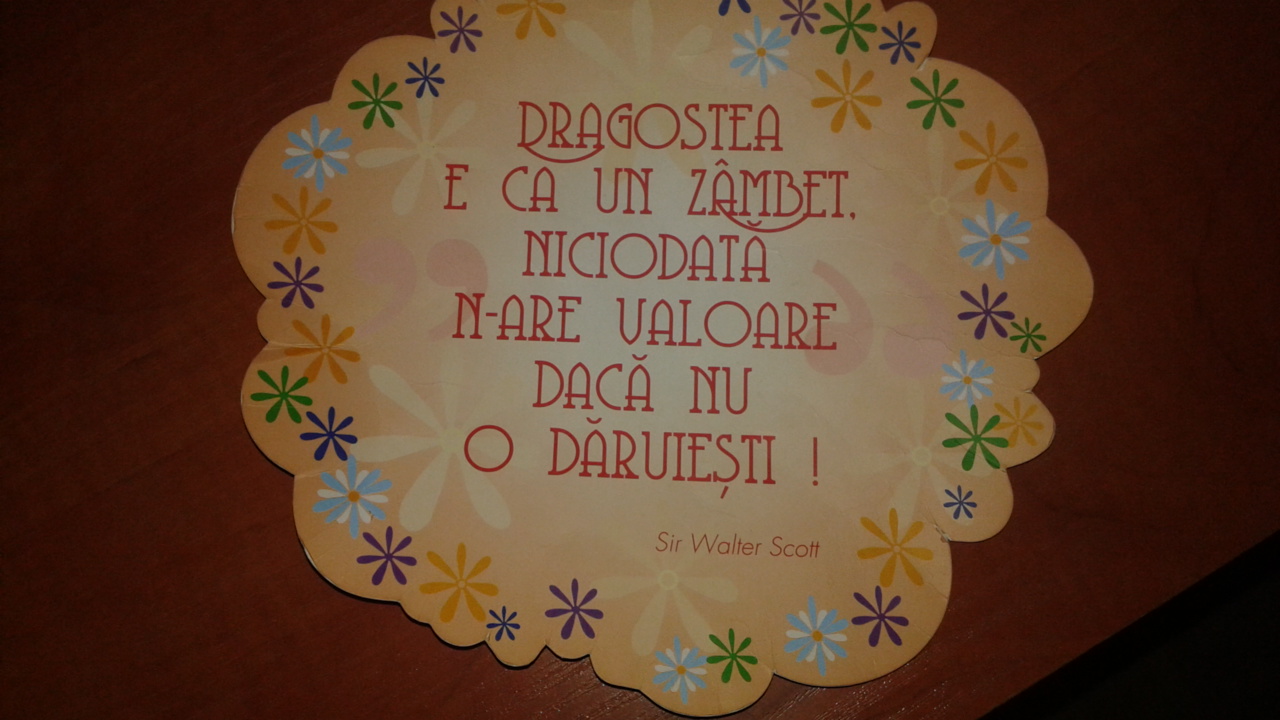 DRAGOSTEA
E CA UN ZÂMBET,
NICIODATĂ
N-ARE VALOARE
DACĂ NU
O DĂRUIEȘTI !
Sir Walter Scott